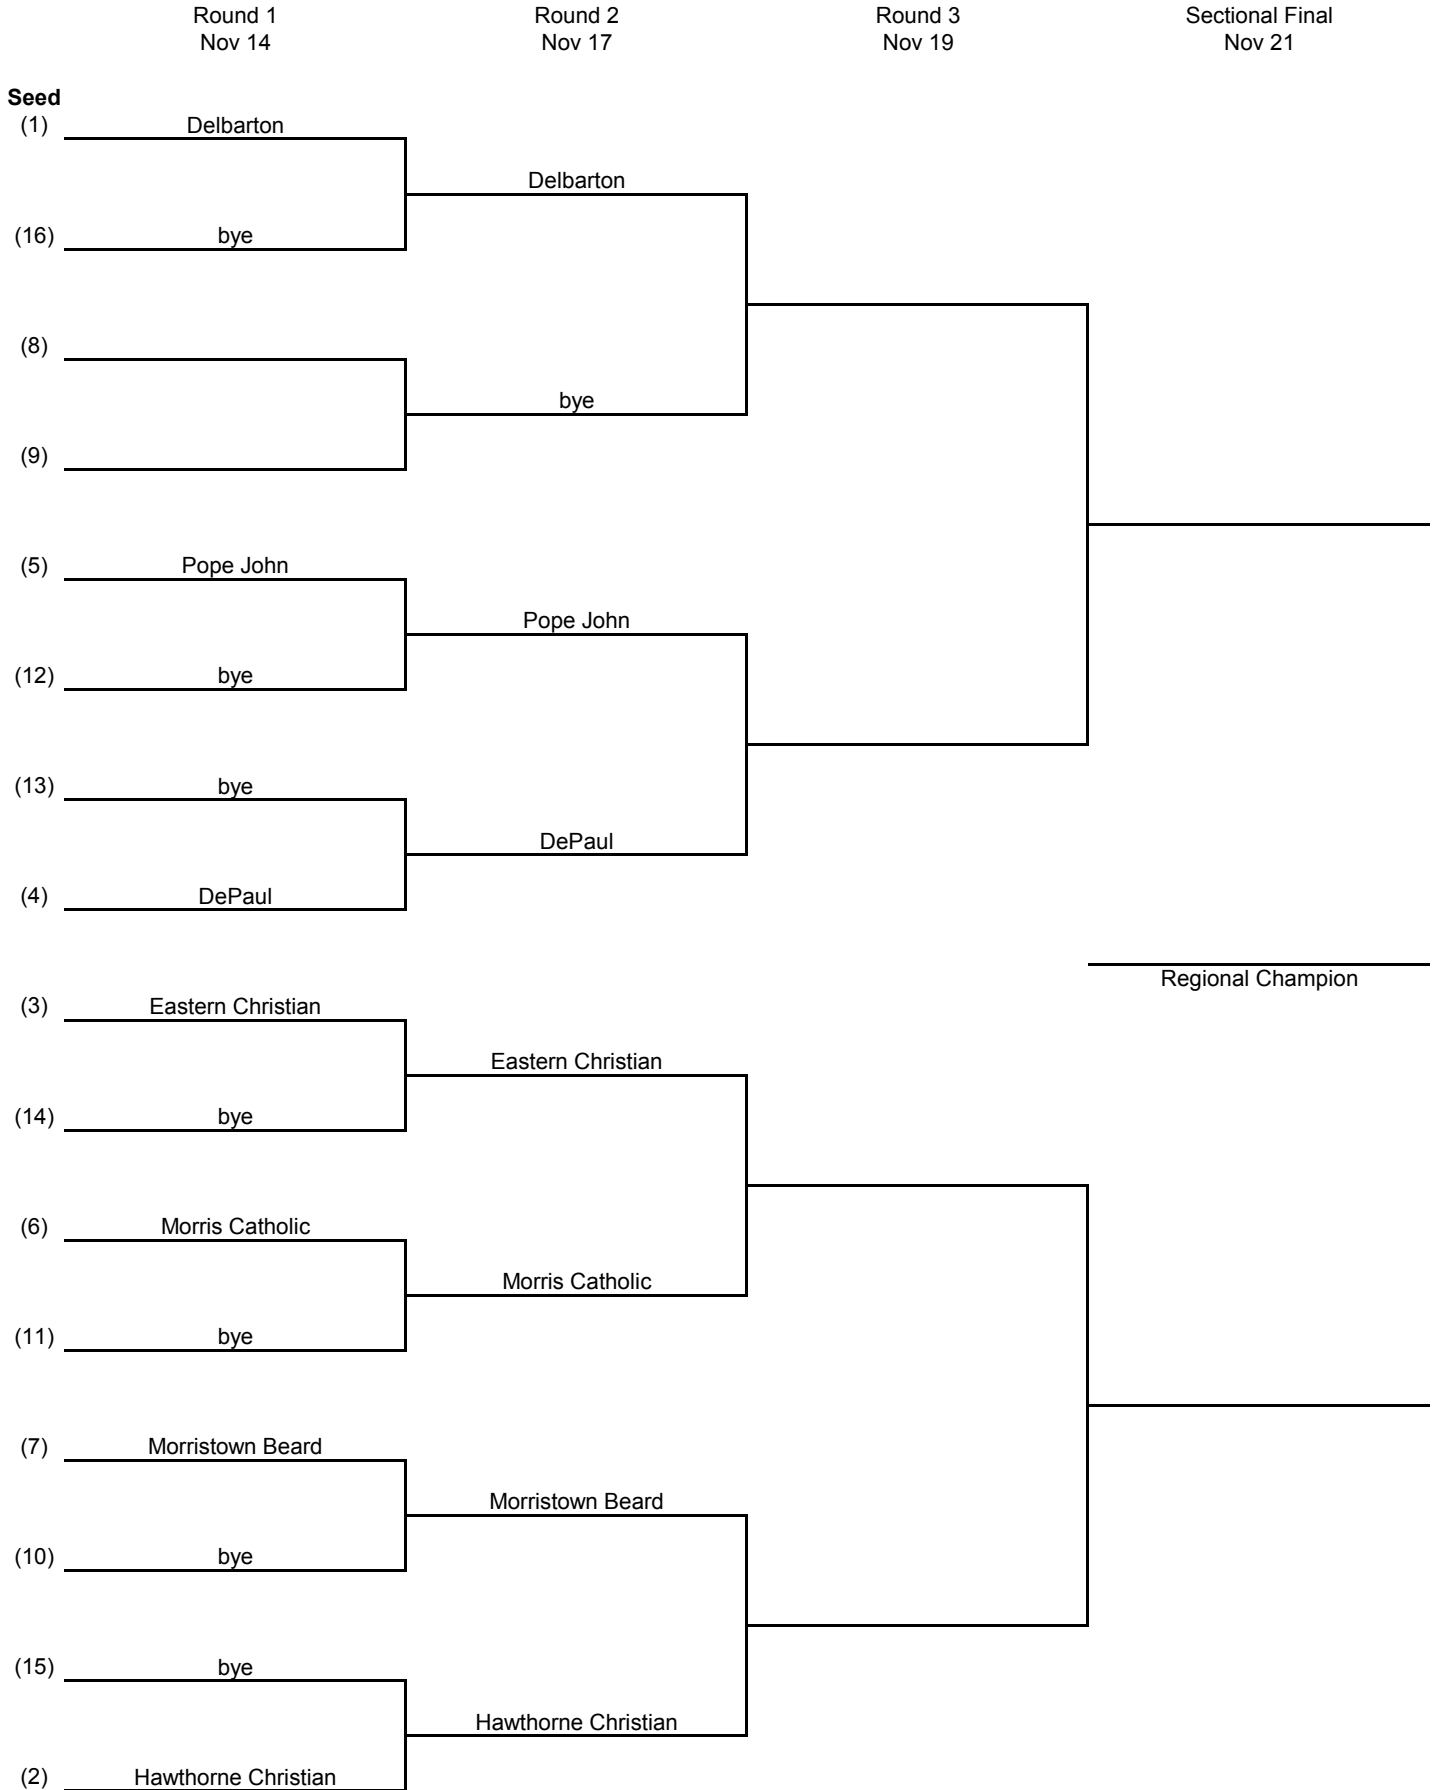 Round 1 Round 2 Round 3 Sectional Final
Nov 14 Nov 17 Nov 19 Nov 21
Seed
(1) Delbarton
Delbarton
(16) bye
(8)
bye
(9)
(5) Pope John
Pope John
(12) bye
(13) bye
DePaul
(4) DePaul
Regional Champion
(3) Eastern Christian
Eastern Christian
(14) bye
(6) Morris Catholic
Morris Catholic
(11) bye
(7) Morristown Beard
Morristown Beard
(10) bye
(15) bye
Hawthorne Christian
(2) Hawthorne Christian